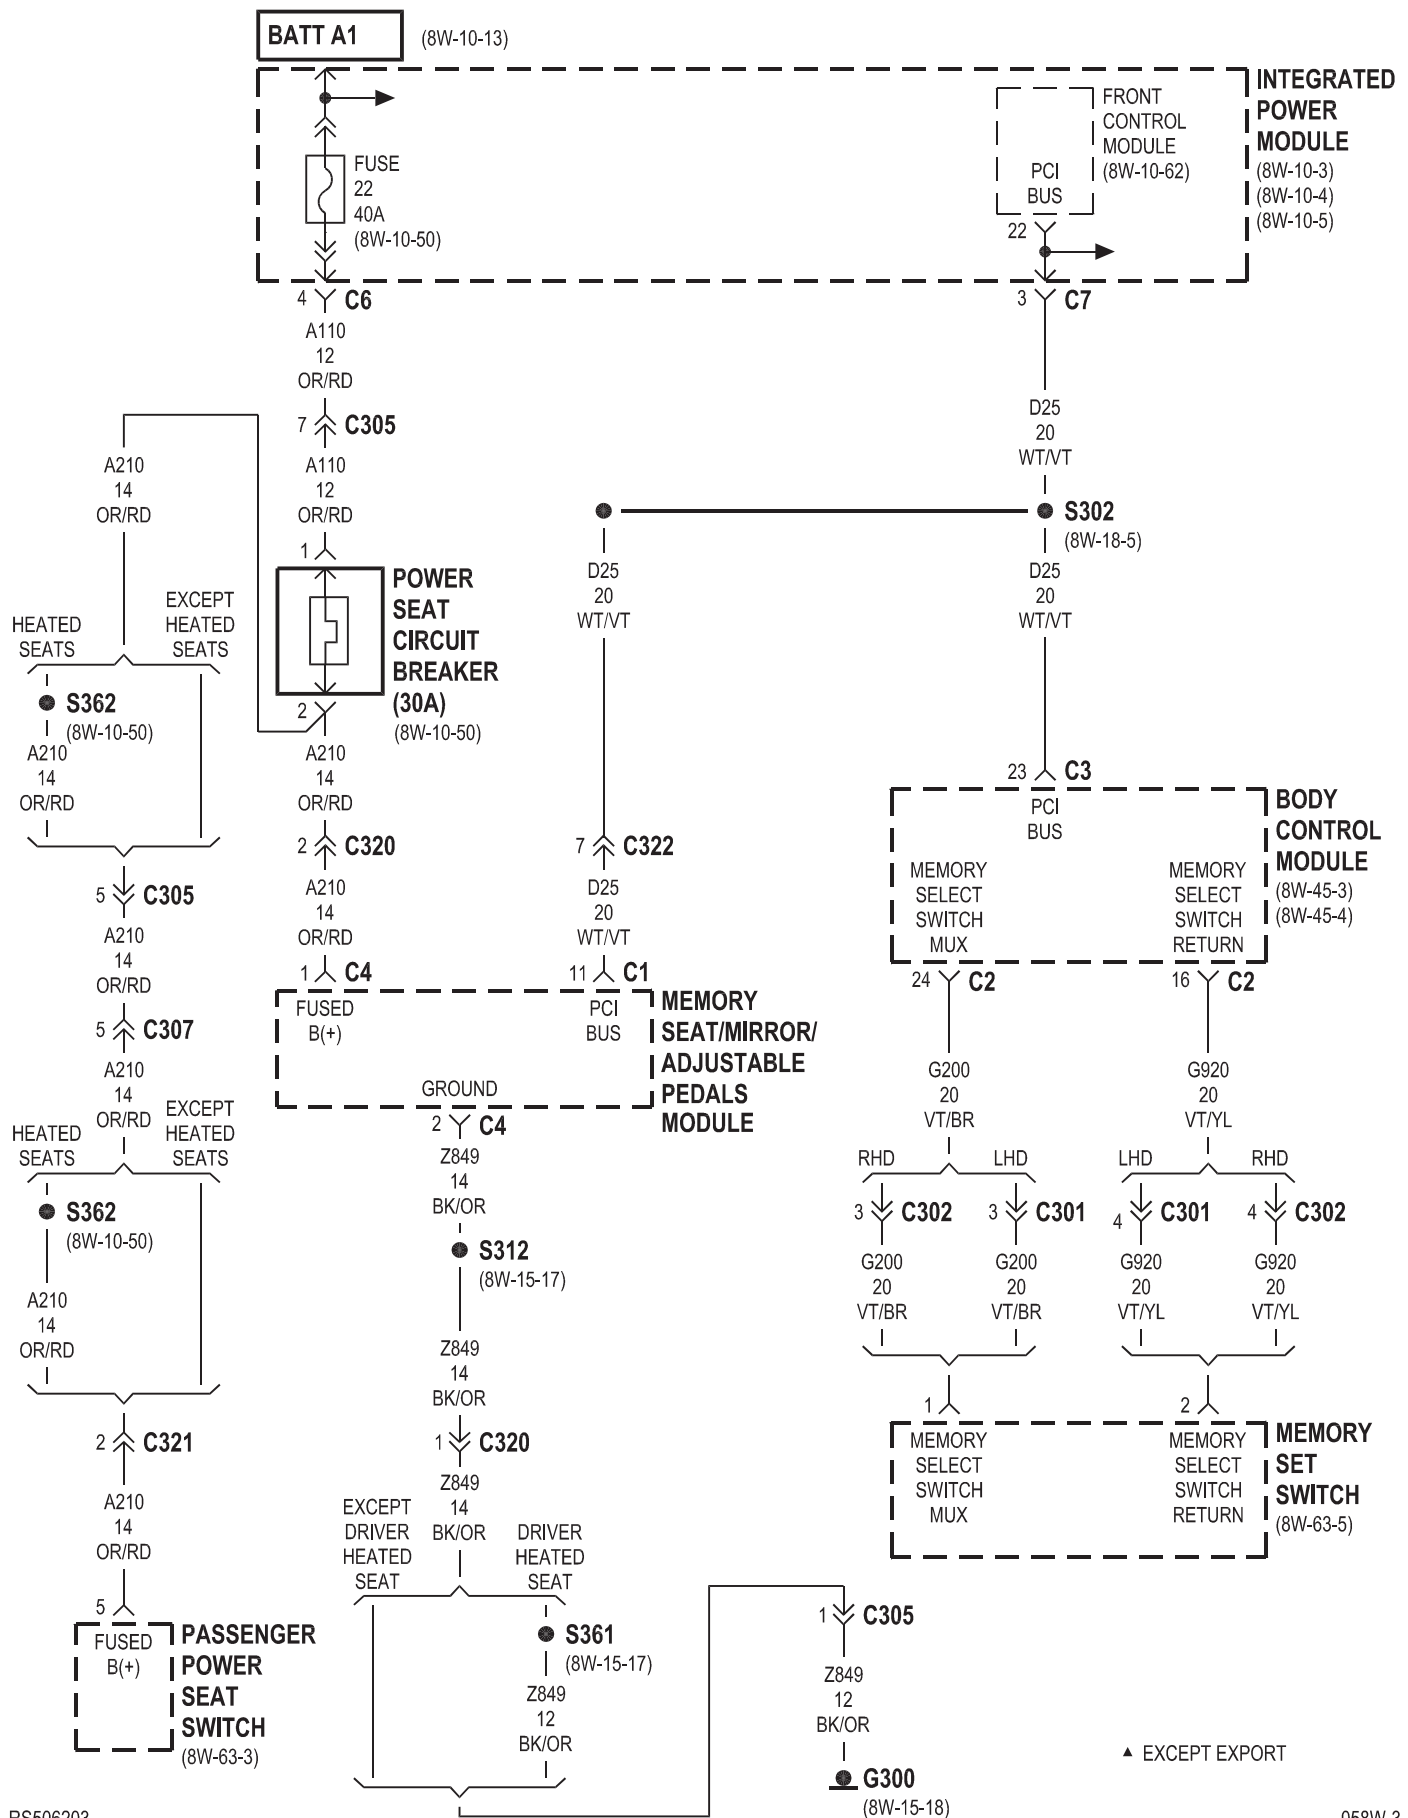 BATT A1 (8W-10-13)
INTEGRATED
POWER
MODULE
(8W-10-3)
(8W-10-4)
(8W-10-5)
FRONT
CONTROL
MODULE
(8W-10-62)
PCI
BUS
22
FUSE
22
40A
(8W-10-50)
4 C6
3 C7
A110
12
OR/RD
7 C305
A110
12
OR/RD
1
POWER
SEAT
CIRCUIT
BREAKER
(30A)
(8W-10-50)
2
A210
14
OR/RD
2 C320
A210
14
OR/RD
1 C4
D25
20
WT/VT
S302
(8W-18-5)
D25
20
WT/VT
D25
20
WT/VT
7 C322
D25
20
WT/VT
11 C1
A210
14
OR/RD
HEATED
SEATS
EXCEPT
HEATED
SEATS
S362
(8W-10-50)
A210
14
OR/RD
5 C305
A210
14
OR/RD
5 C307
A210
14
OR/RD
HEATED
SEATS
EXCEPT
HEATED
SEATS
S362
(8W-10-50)
A210
14
OR/RD
2 C321
A210
14
OR/RD
5
FUSED
B(+)
PASSENGER
POWER
SEAT
SWITCH
(8W-63-3)
FUSED
B(+)
PCI
BUS
GROUND
MEMORY
SEAT/MIRROR/
ADJUSTABLE
PEDALS
MODULE
2 C4
Z849
14
BK/OR
S312
(8W-15-17)
Z849
14
BK/OR
1 C320
Z849
14
BK/OR
EXCEPT
DRIVER
HEATED
SEAT
DRIVER
HEATED
SEAT
S361
(8W-15-17)
Z849
12
BK/OR
1 C305
Z849
12
BK/OR
G300
(8W-15-18)
23 C3
PCI
BUS
BODY
CONTROL
MODULE
(8W-45-3)
(8W-45-4)
MEMORY
SELECT
SWITCH
MUX
MEMORY
SELECT
SWITCH
RETURN
24 C2
16 C2
G200
20
VT/BR
G920
20
VT/YL
RHD LHD
LHD RHD
3 C302
3 C301
4 C301
4 C302
G200
20
VT/BR
G200
20
VT/BR
G920
20
VT/YL
G920
20
VT/YL
1
2
MEMORY
SELECT
SWITCH
MUX
MEMORY
SELECT
SWITCH
RETURN
MEMORY
SET
SWITCH
(8W-63-5)
▲ EXCEPT EXPORT
RS506203
058W-3